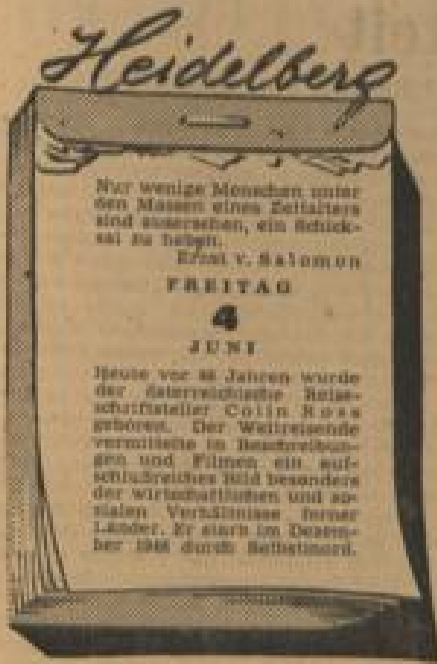 Heidelberg
Nur wenige Menschen unter
den Massen eines Zeitalters
sind ausersehen, ein Schick-
sal zu haben.
Ernst v. Salomon
FREITAG
4
JUNI
Heute vor Jahren wurde
der österreichische Reise-
schriftsteller Colin Ross
geboren. Der Weltreisende
vermittelte in Beschreibun-
gen und Filmen ein auf-
schlußreiches Bild besonders
der wirtschaftlichen und so-
zialen Verhältnisse ferner
Länder. Er starb im Dezem-
ber durch Selbstmord.